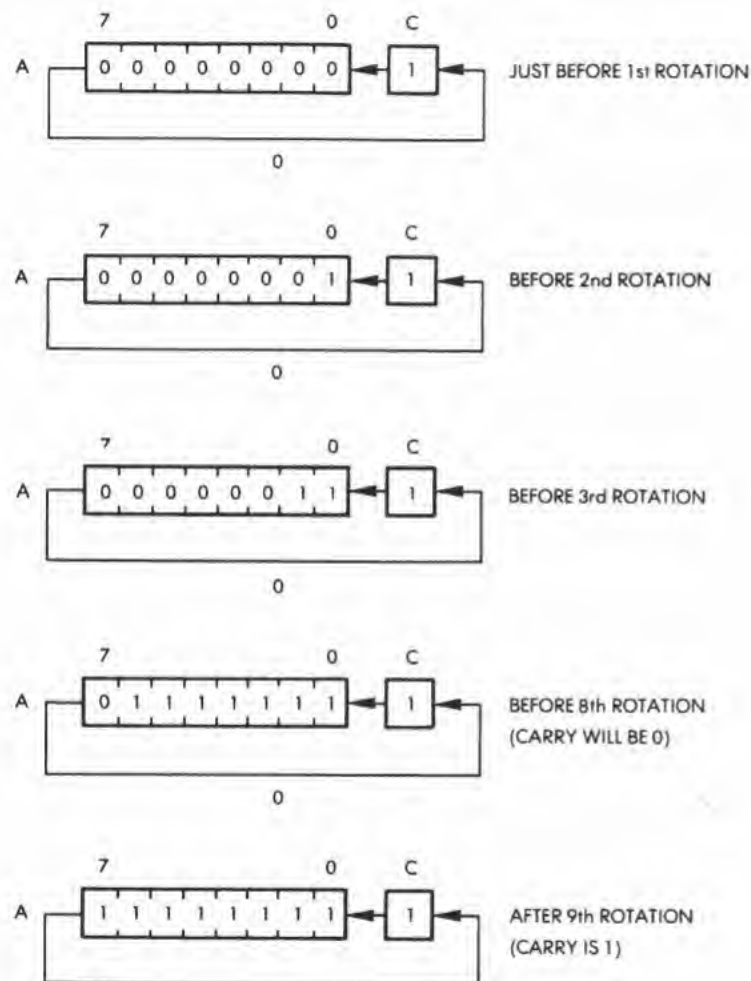 7 0 C
A 0 0 0 0 0 0 0 0 1 JUST BEFORE 1st ROTATION
0
7 0 C
A 0 0 0 0 0 0 0 1 1 BEFORE 2nd ROTATION
0
7 0 C
A 0 0 0 0 0 0 1 1 1 BEFORE 3rd ROTATION
0
7 0 C
A 0 1 1 1 1 1 1 1 1 BEFORE 8th ROTATION
(CARRY WILL BE 0)
0
7 0 C
A 1 1 1 1 1 1 1 1 1 AFTER 9th ROTATION
(CARRY IS 1)